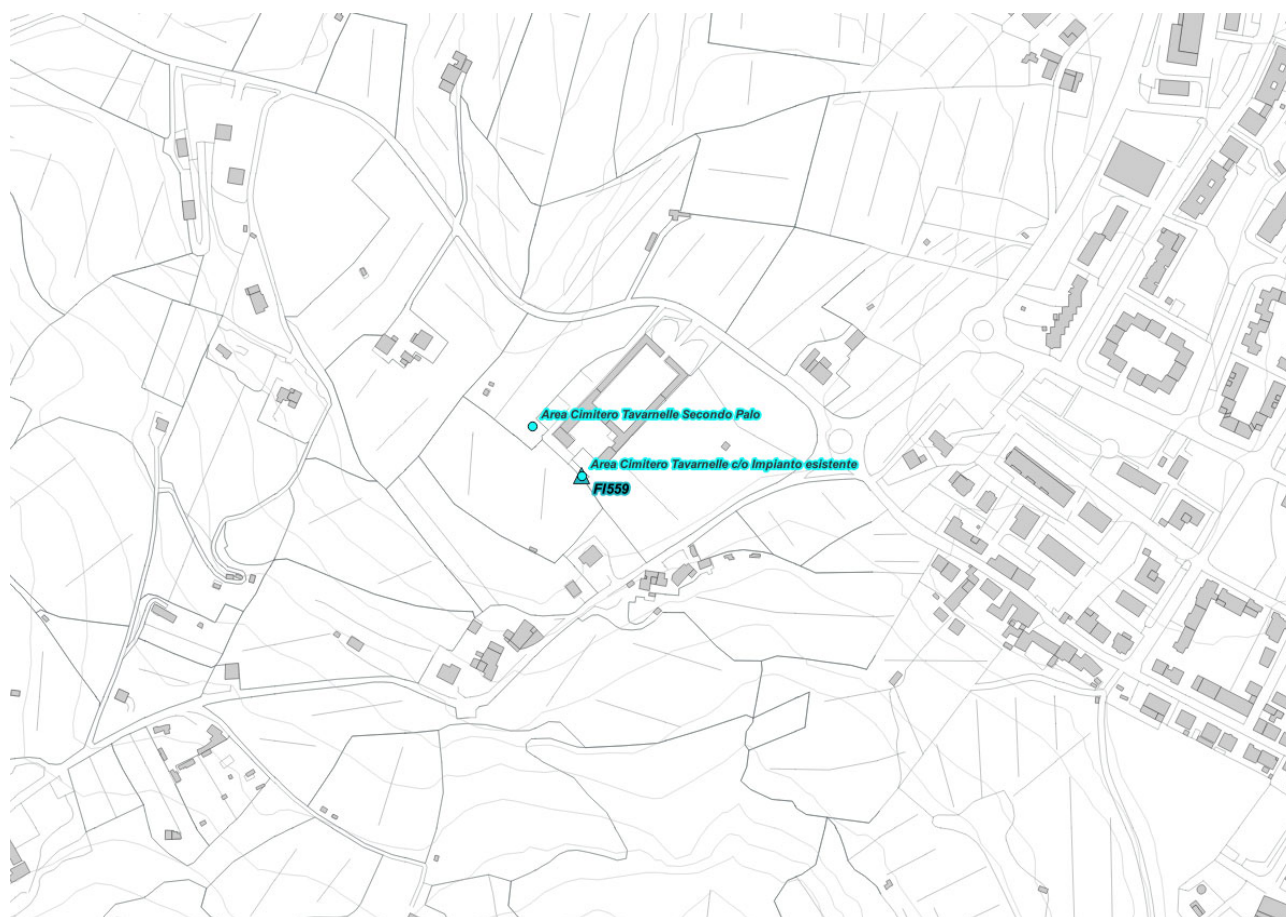 Area Cimitero Tavarnelle Secondo Palo
Area Cimitero Tavarnelle c/o Impianto esistente
FI559